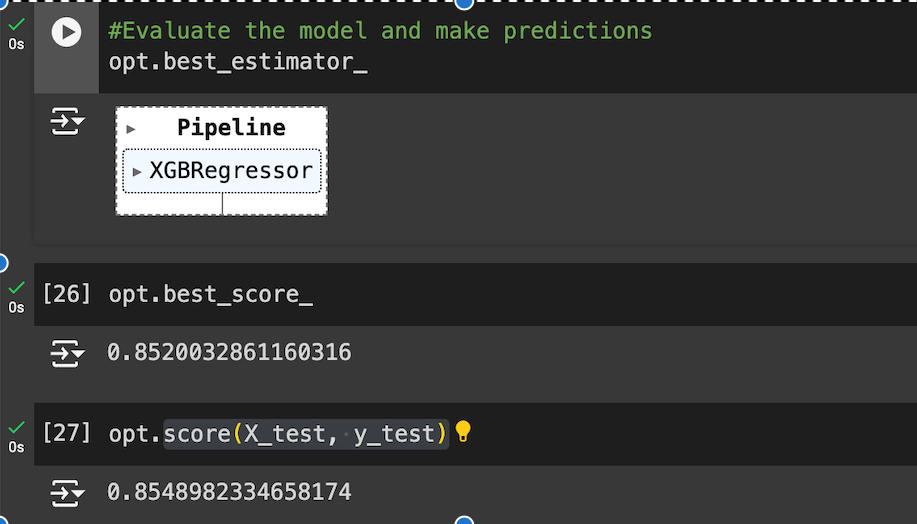 #Evaluate the model and make predictions
0s
opt.best_estimator_
Pipeline
XGBRegressor
[26] opt.best_score_
0s
0.8520032861160316
[27] opt.score(X_test, y_test)
0s
0.8548982334658174